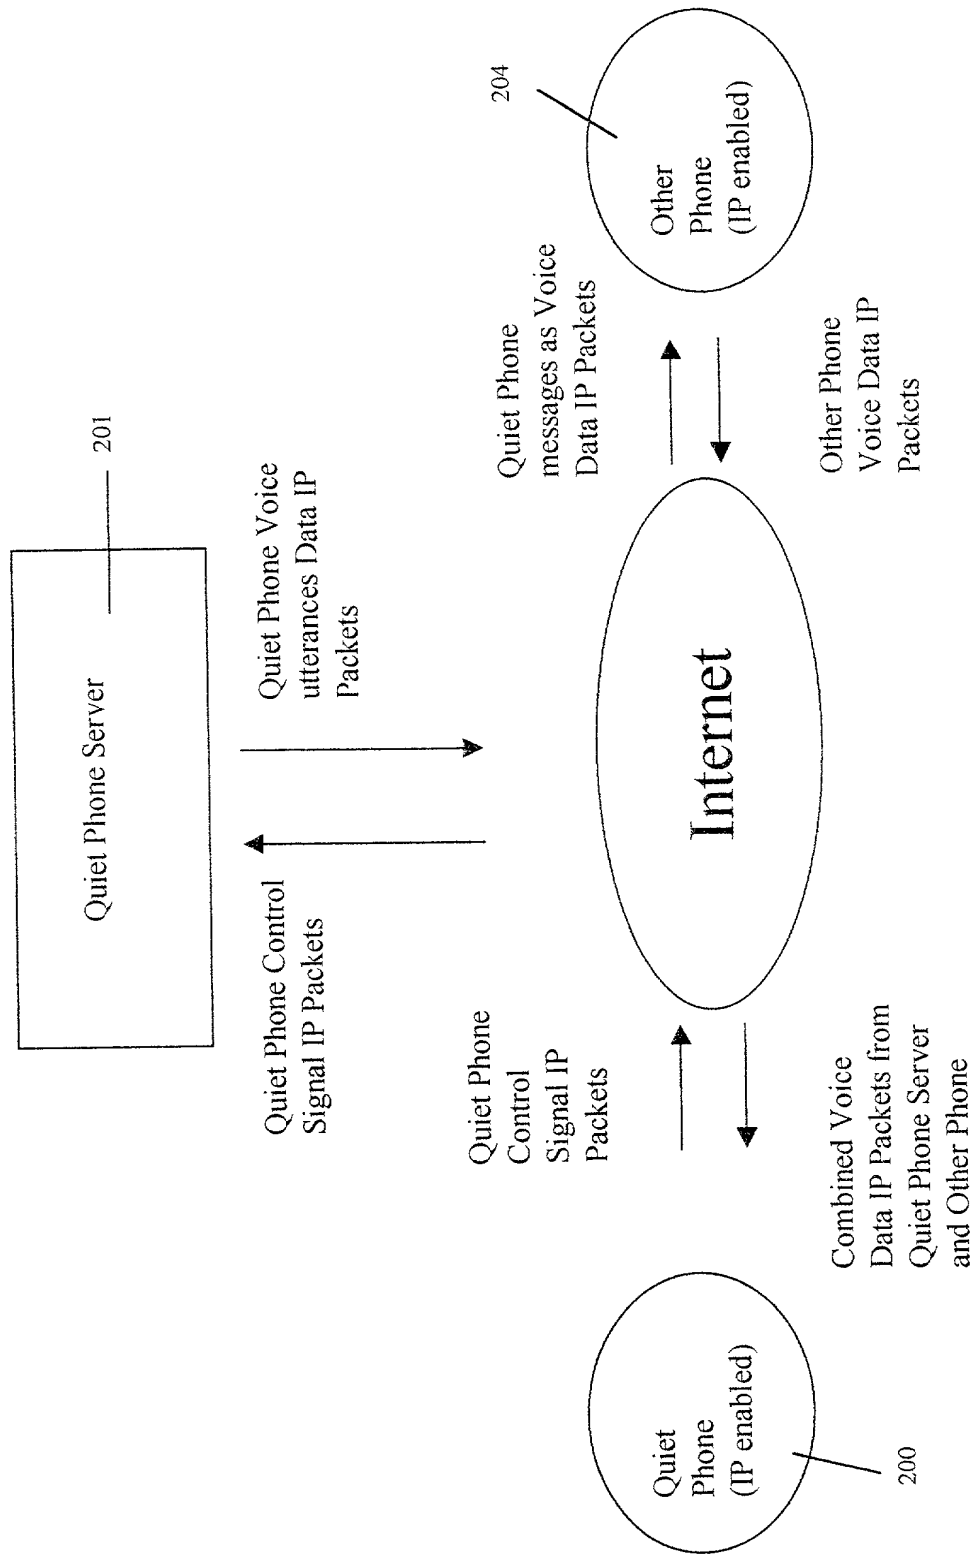 Quiet Phone Server
201
Quiet Phone Control
Signal IP Packets
Quiet Phone Voice
utterances Data IP
Packets
Quiet Phone
Control
Signal IP
Packets
Quiet Phone
messages as Voice
Data IP Packets
204
Quiet
Phone
(IP enabled)
Internet
Other
Phone
(IP enabled)
200
Combined Voice
Data IP Packets from
Quiet Phone Server
and Other Phone
Other Phone
Voice Data IP
Packets